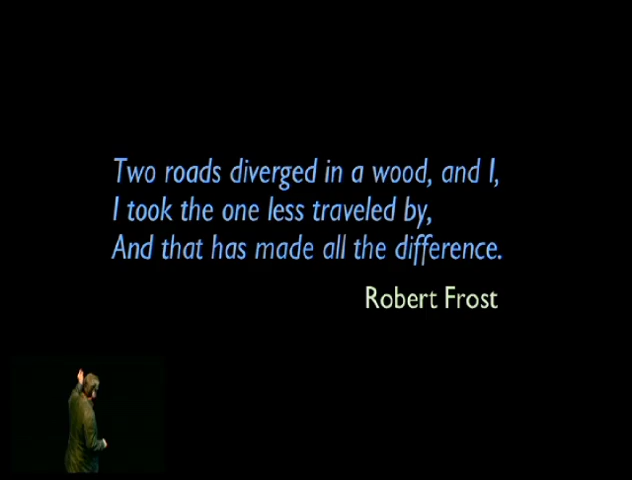 Two roads diverged in a wood, and I,
I took the one less traveled by,
And that has made all the difference.
Robert Frost